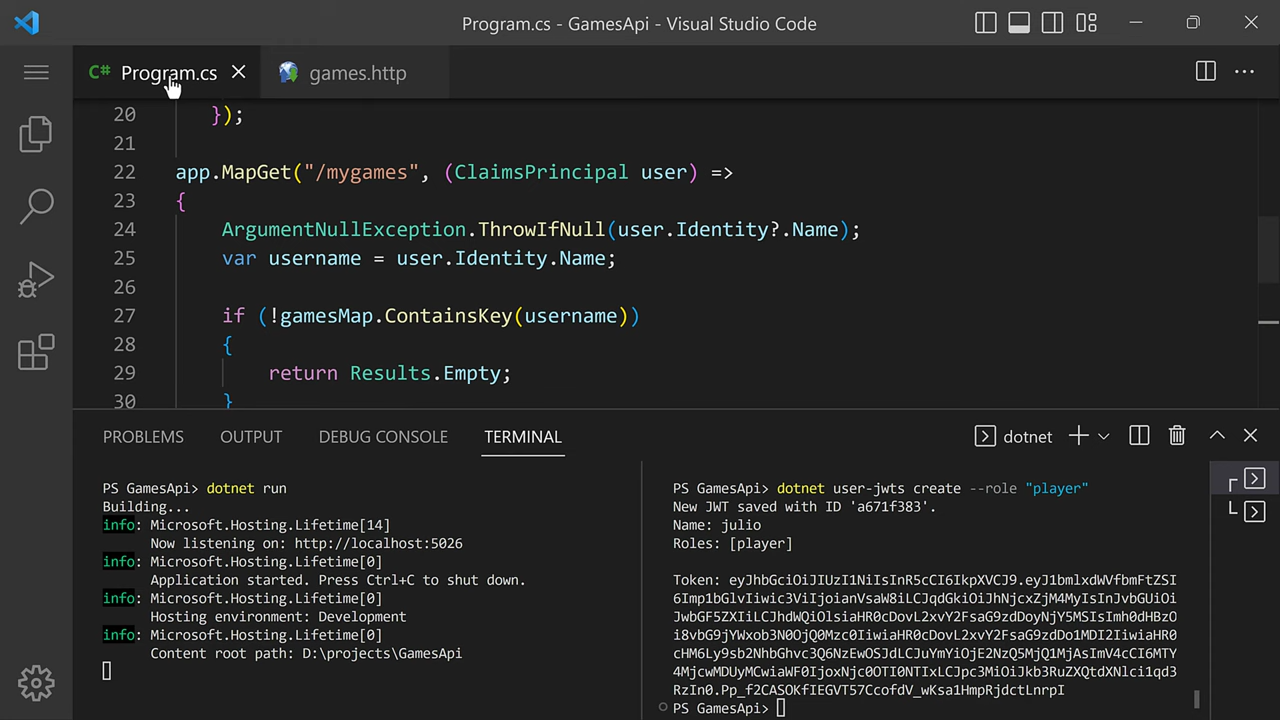 Program.cs - GamesApi - Visual Studio Code
C# Program.cs
games.http
20 });
21
22 app.MapGet("/mygames", (ClaimsPrincipal user) =>
23 {
24 ArgumentNullException.ThrowIfNull(user.Identity?.Name);
25 var username = user.Identity.Name;
26
27 if (!gamesMap.ContainsKey(username))
28 {
29 return Results.Empty;
30 }
PROBLEMS OUTPUT DEBUG CONSOLE TERMINAL
dotnet
PS GamesApi> dotnet run
Building...
info: Microsoft.Hosting.Lifetime[14]
Now listening on: http://localhost:5026
info: Microsoft.Hosting.Lifetime[0]
Application started. Press Ctrl+C to shut down.
info: Microsoft.Hosting.Lifetime[0]
Hosting environment: Development
info: Microsoft.Hosting.Lifetime[0]
Content root path: D:\projects\GamesApi
PS GamesApi> dotnet user-jwts create --role "player"
New JWT saved with ID 'a671f383'.
Name: julio
Roles: [player]
Token: eyJhbGciOiJIUzI1NiIsInR5cCI6IkpXVCJ9.eyJ1bmlxdWVfbmFtZSI
6Imp1bGlvIiwic3ViIjoianVsaW8iLCJqdGkiOiJhNjcxZjM4MyIsInJvbGUiOi
JwbGF5ZXIiLCJhdWQiOlsiaHR0cDovL2xvY2FsaG9zdDoyNjY5MSIsImh0dHBzO
i8vbG9jYWxob3N0OjQ0Mzc0IiwiaHR0cDovL2xvY2FsaG9zdDo1MDI2IiwiaHR0
cHM6Ly9sb2NhbGhvc3Q6NzEwOSJdLCJuYmYiOjE2NzQ5MjQ1MjAsImV4cCI6MTY
4MjcwMDUyMCwiaWF0IjoxNjc0OTI0NTIxLCJpc3MiOiJkb3RuZXQtdXNlci1qd3
RzIn0.Pp_f2CASOKfIEGVT57CcofdV_wKsa1HmpRjdctLnrpI
PS GamesApi>